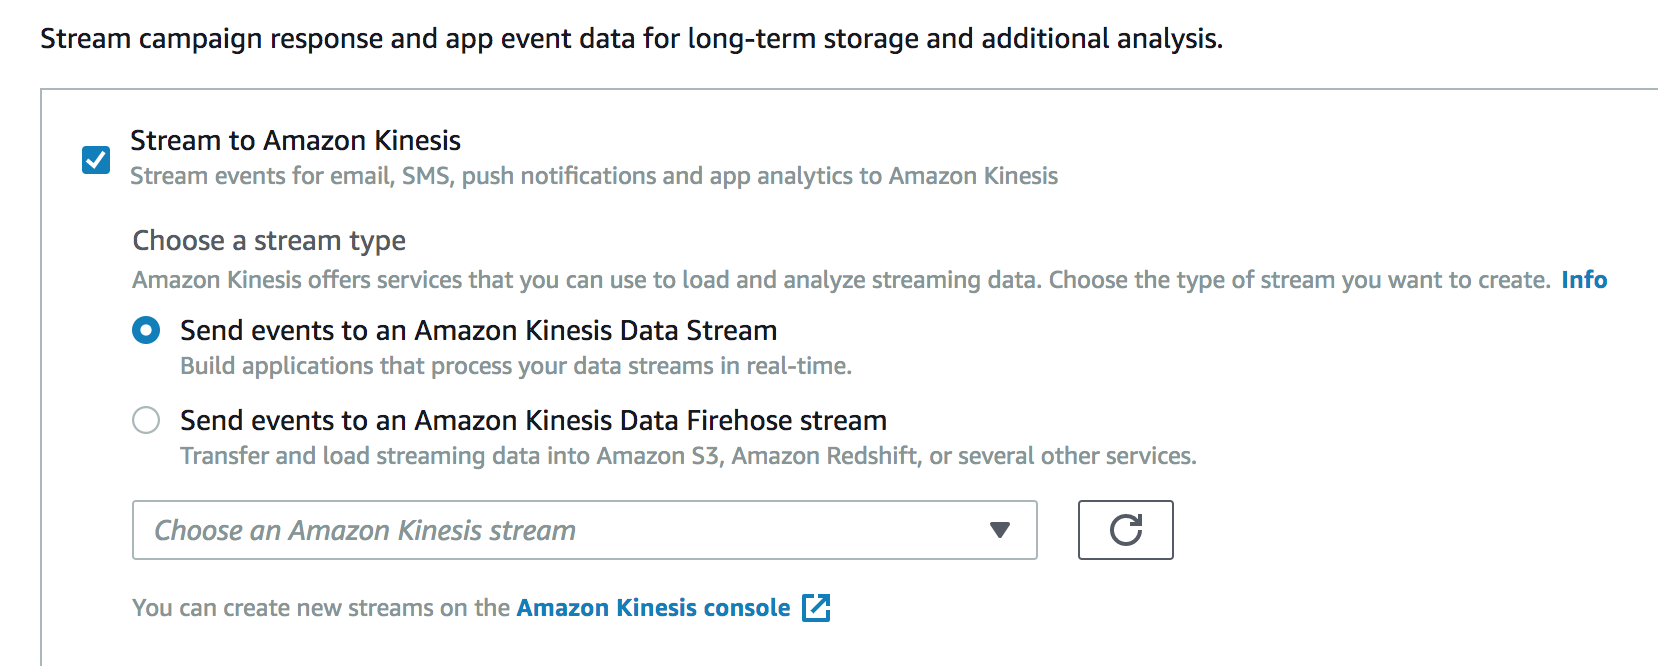 Stream campaign response and app event data for long-term storage and additional analysis.
Stream to Amazon Kinesis
Stream events for email, SMS, push notifications and app analytics to Amazon Kinesis
Choose a stream type
Amazon Kinesis offers services that you can use to load and analyze streaming data. Choose the type of stream you want to create. Info
Send events to an Amazon Kinesis Data Stream
Build applications that process your data streams in real-time.
Send events to an Amazon Kinesis Data Firehose stream
Transfer and load streaming data into Amazon S3, Amazon Redshift, or several other services.
Choose an Amazon Kinesis stream
You can create new streams on the Amazon Kinesis console